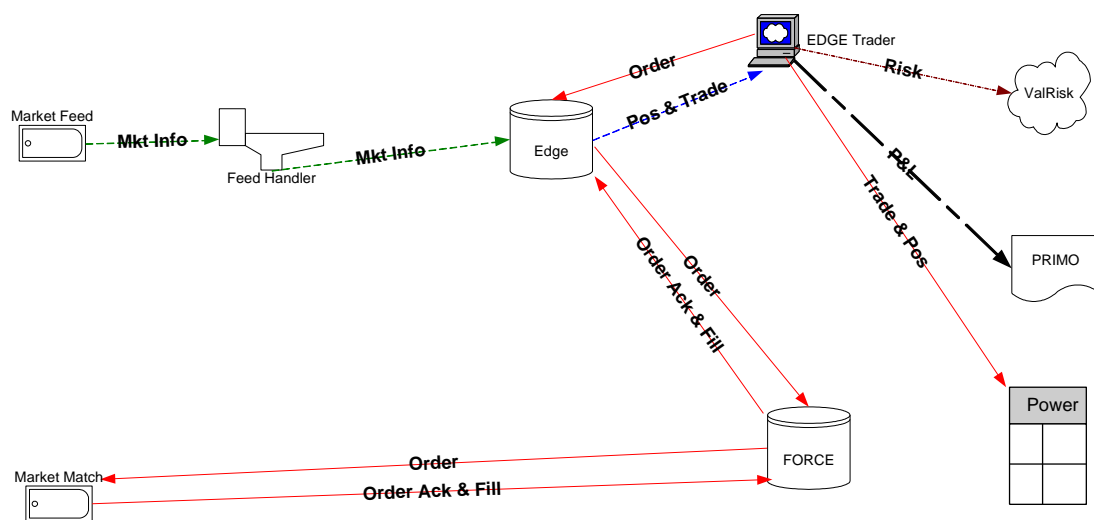 EDGE Trader
Order
Risk
ValRisk
Pos & Trade
Market Feed
Mkt Info
Feed Handler
Mkt Info
Edge
P&L
Trade & Pos
PRIMO
Order
Order Ack & Fill
Power
FORCE
Order
Market Match
Order Ack & Fill